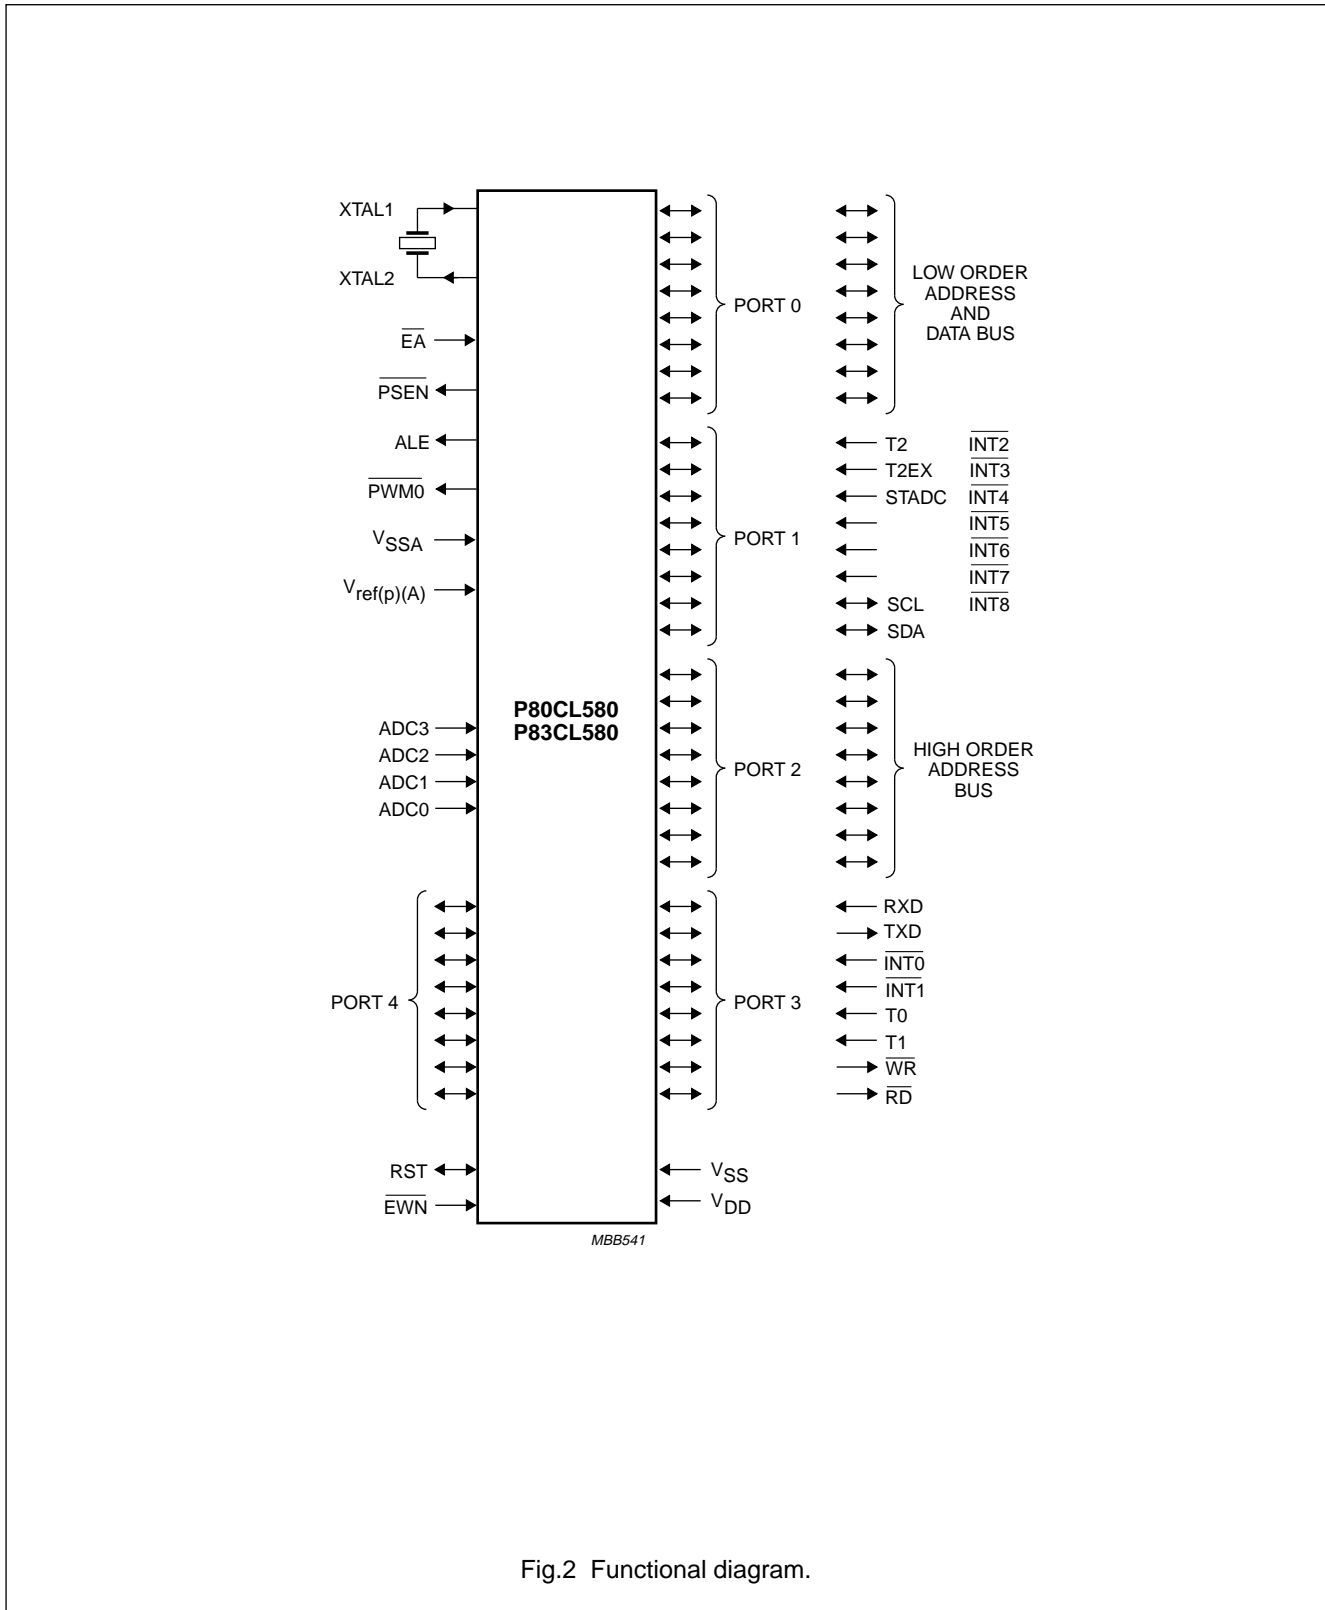 XTAL1
XTAL2
EA
PSEN
ALE
PWM0
VSSA
Vref(p)(A)
ADC3
ADC2
ADC1
ADC0
PORT 4
RST
EWN
P80CL580
P83CL580
PORT 0
LOW ORDER
ADDRESS
AND
DATA BUS
PORT 1
T2 INT2
T2EX INT3
STADC INT4
INT5
INT6
INT7
SCL INT8
SDA
PORT 2
HIGH ORDER
ADDRESS
BUS
PORT 3
RXD
TXD
INT0
INT1
T0
T1
WR
RD
VSS
VDD
MBB541
Fig.2 Functional diagram.